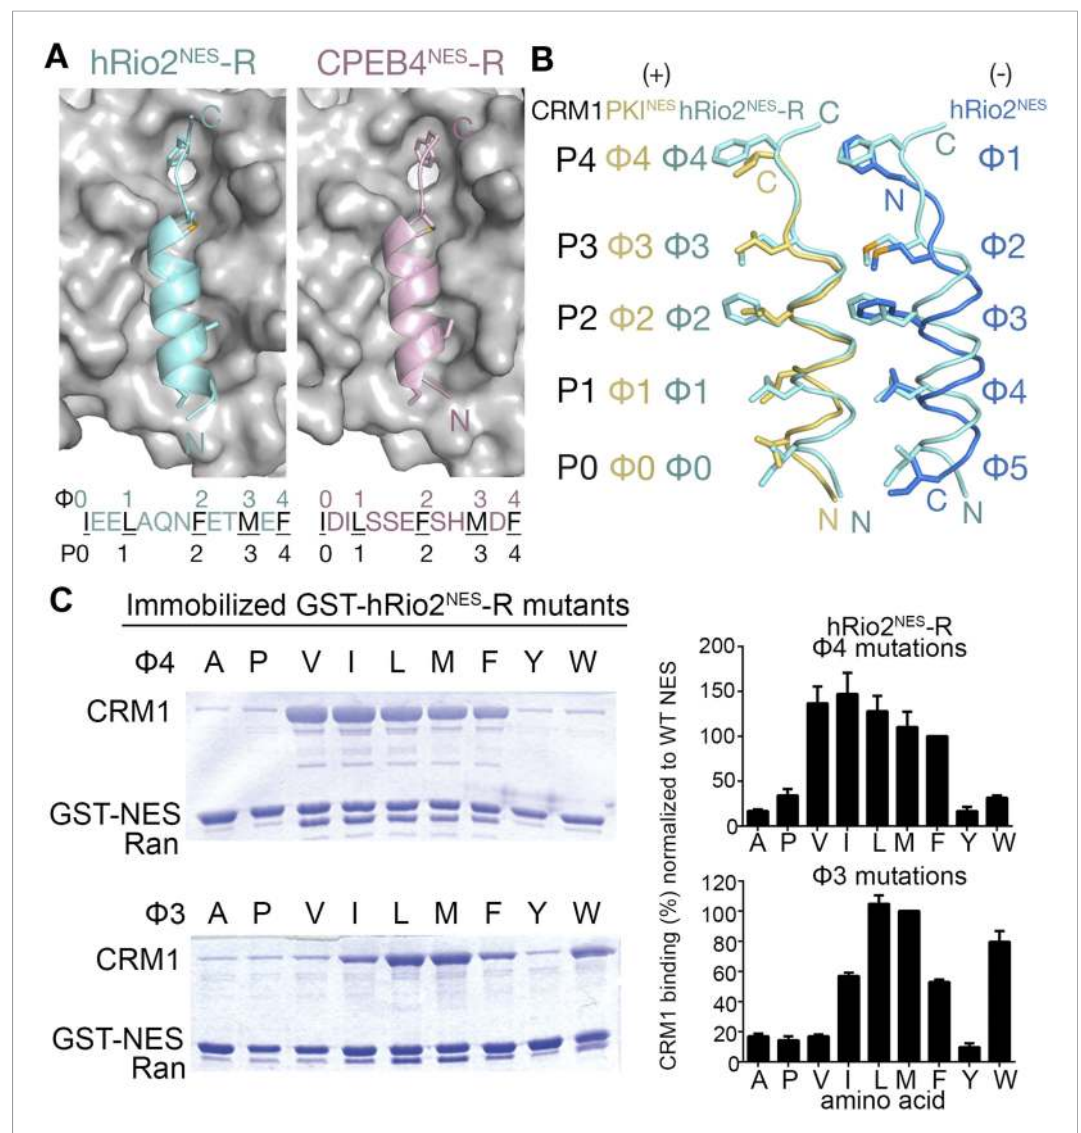 A
hRio2NES-R
CPEB4NES-R
C
C
N
N
Φ0 1 2 3 4
IEELAQNFETMEF
P0 1 2 3 4
0 1 2 3 4
IDILSSEFSHMDF
0 1 2 3 4
B
(+)
(-)
CRM1 PKINES hRio2NES-R
hRio2NES
C
C
P4 Φ4 Φ4
Φ1
C
N
P3 Φ3 Φ3
Φ2
P2 Φ2 Φ2
Φ3
P1 Φ1 Φ1
Φ4
P0 Φ0 Φ0
Φ5
C
N N
N
C
Immobilized GST-hRio2NES-R mutants
Φ4 A P V I L M F Y W
CRM1
GST-NES
Ran
Φ3 A P V I L M F Y W
CRM1
GST-NES
Ran
CRM1 binding (%) normalized to WT NES
hRio2NES-R
Φ4 mutations
200
150
100
50
0
A P V I L M F Y W
Φ3 mutations
120
100
80
60
40
20
0
A P V I L M F Y W
amino acid